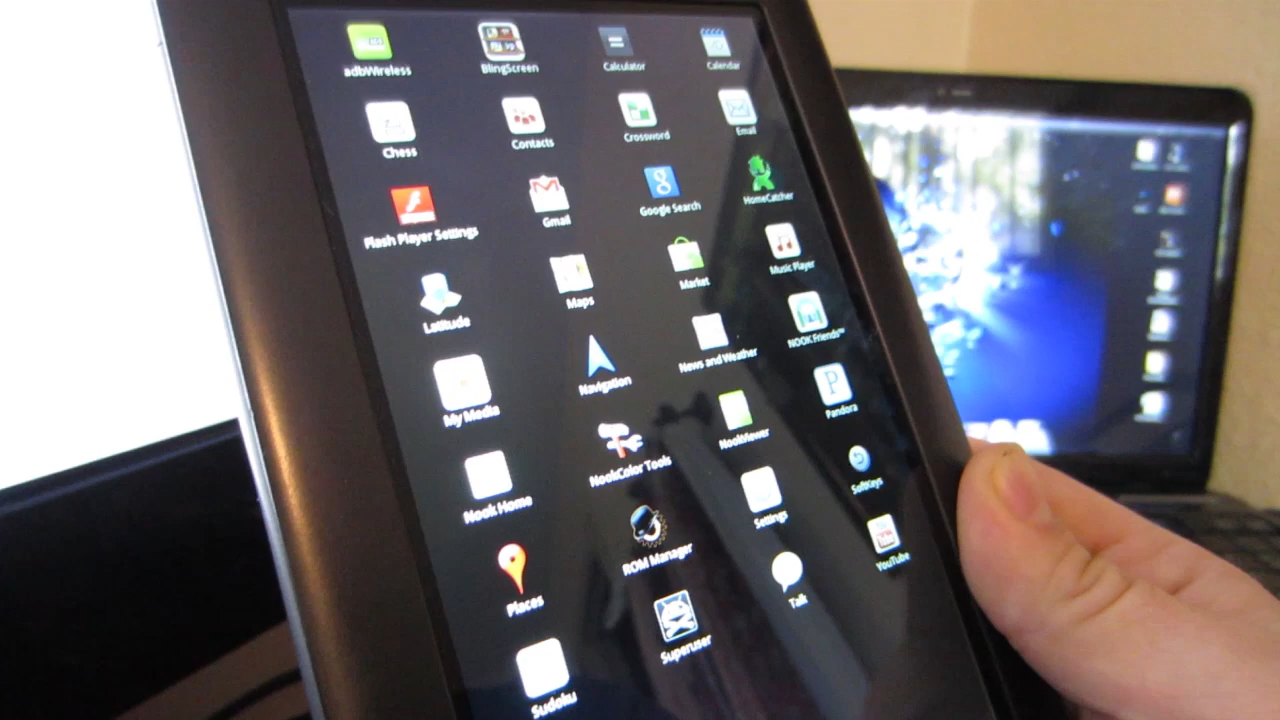 adbWireless
BlingScreen
Calculator
Calendar
Chess
Contacts
Crossword
Email
Flash Player Settings
Gmail
Google Search
HomeCatcher
Latitude
Maps
Market
Music Player
My Media
Navigation
News and Weather
NOOK Friends™
Nook Home
NookColor Tools
NookViewer
Pandora
Places
ROM Manager
Settings
SoftKeys
Sudoku
Superuser
Talk
YouTube